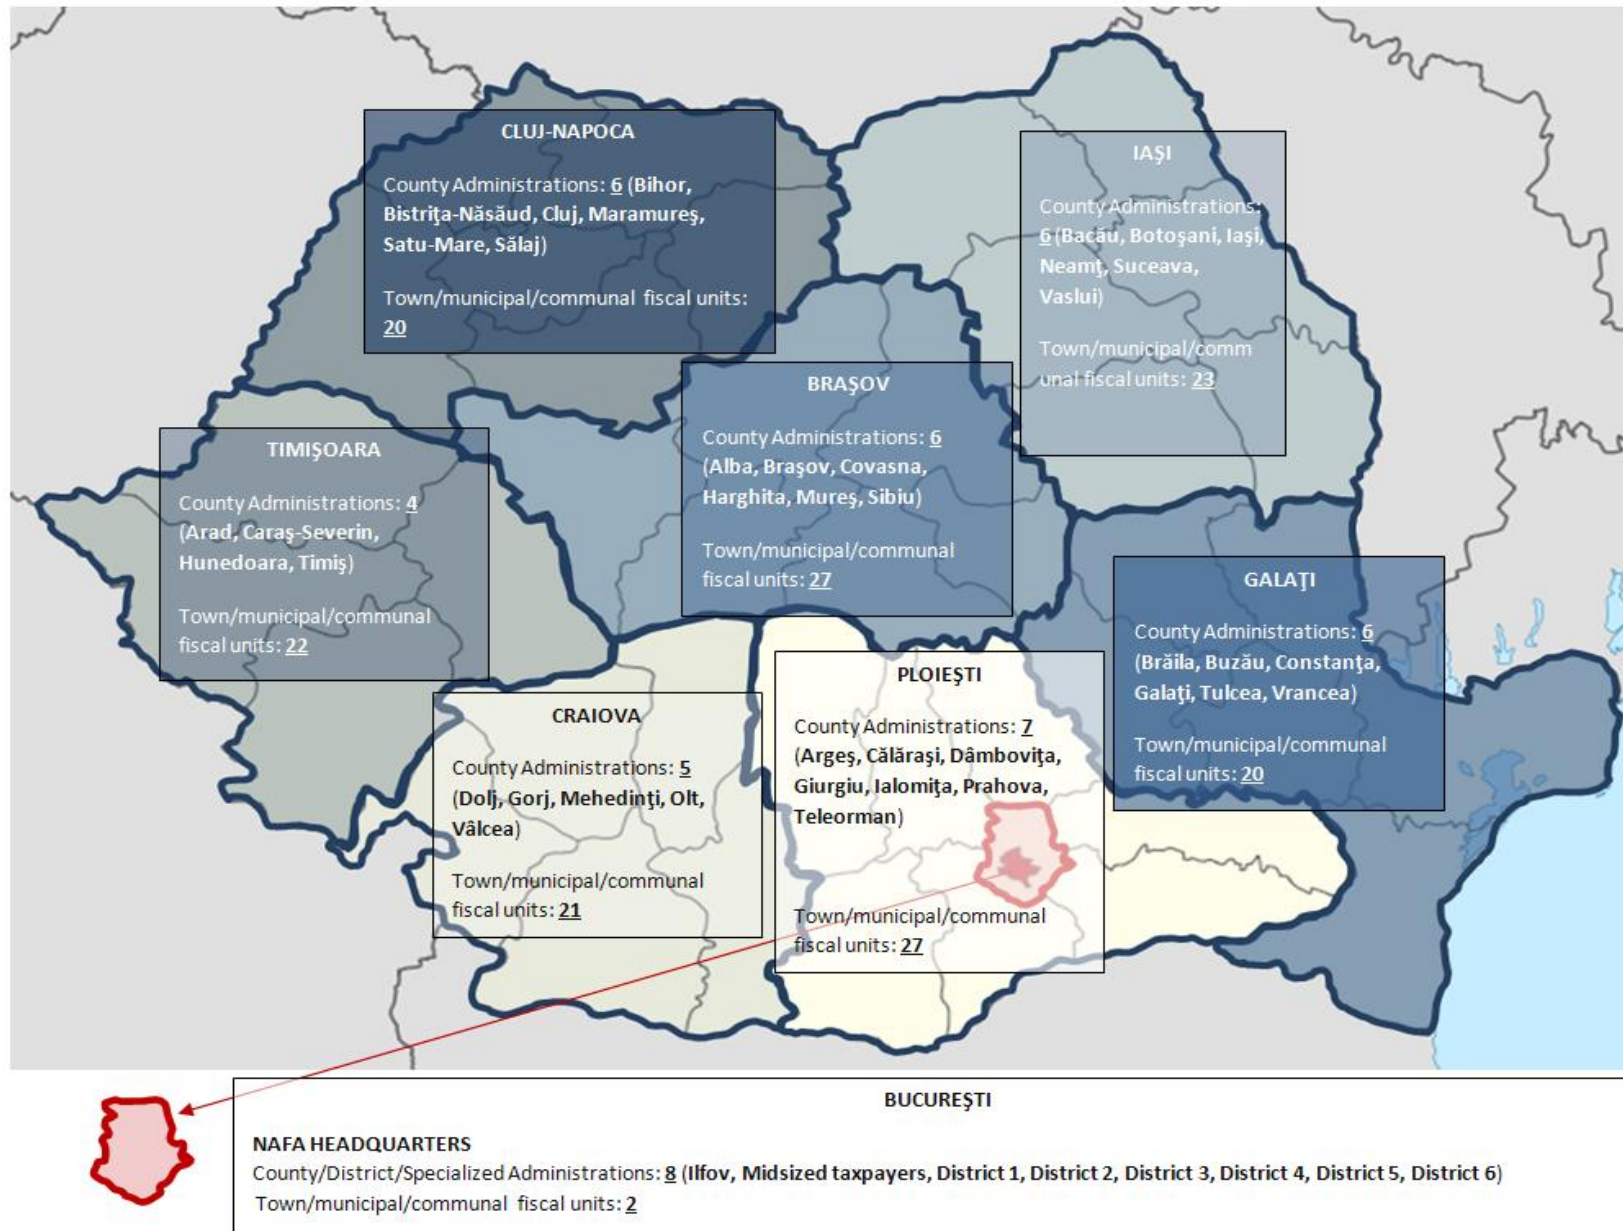 CLUJ-NAPOCA
County Administrations: 6 (Bihor,
Bistriţa-Năsăud, Cluj, Maramureş,
Satu-Mare, Sălaj)
Town/municipal/communal fiscal units:
20
IAŞI
County Administrations:
6 (Bacău, Botoşani, Iaşi,
Neamţ, Suceava,
Vaslui)
Town/municipal/comm
unal fiscal units: 23
BRAŞOV
County Administrations: 6
(Alba, Braşov, Covasna,
Harghita, Mureş, Sibiu)
Town/municipal/communal
fiscal units: 27
TIMIŞOARA
County Administrations: 4
(Arad, Caraş-Severin,
Hunedoara, Timiş)
Town/municipal/communal
fiscal units: 22
GALAŢI
County Administrations: 6
(Brăila, Buzău, Constanţa,
Galaţi, Tulcea, Vrancea)
Town/municipal/communal
fiscal units: 20
PLOIEŞTI
County Administrations: 7
(Argeş, Călăraşi, Dâmboviţa,
Giurgiu, Ialomiţa, Prahova,
Teleorman)
Town/municipal/communal
fiscal units: 27
CRAIOVA
County Administrations: 5
(Dolj, Gorj, Mehedinţi, Olt,
Vâlcea)
Town/municipal/communal
fiscal units: 21
BUCUREŞTI
NAFA HEADQUARTERS
County/District/Specialized Administrations: 8 (Ilfov, Midsized taxpayers, District 1, District 2, District 3, District 4, District 5, District 6)
Town/municipal/communal fiscal units: 2